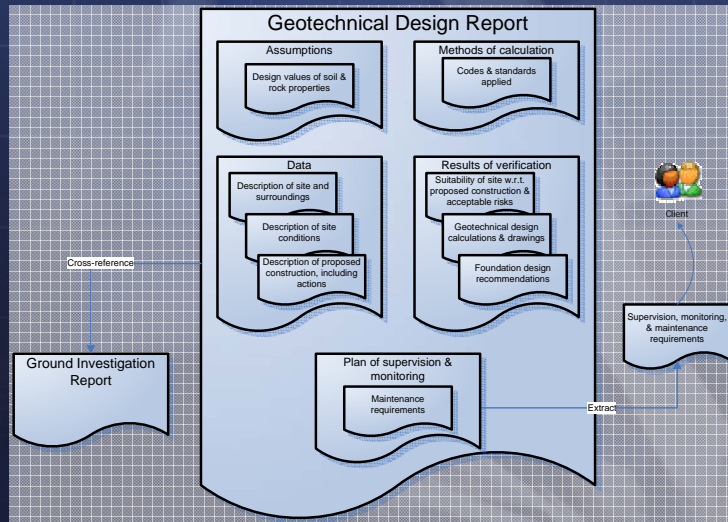 Geotechnical Design Report
Assumptions
Design values of soil &
rock properties
Methods of calculation
Codes & standards
applied
Data
Description of site and
surroundings
Description of site
conditions
Description of proposed
construction, including
actions
Results of verification
Suitability of site w.r.t.
proposed construction &
acceptable risks
Geotechnical design
calculations & drawings
Foundation design
recommendations
Client
Cross-reference
Supervision, monitoring,
& maintenance
requirements
Ground Investigation
Report
Plan of supervision &
monitoring
Maintenance
requirements
Extract